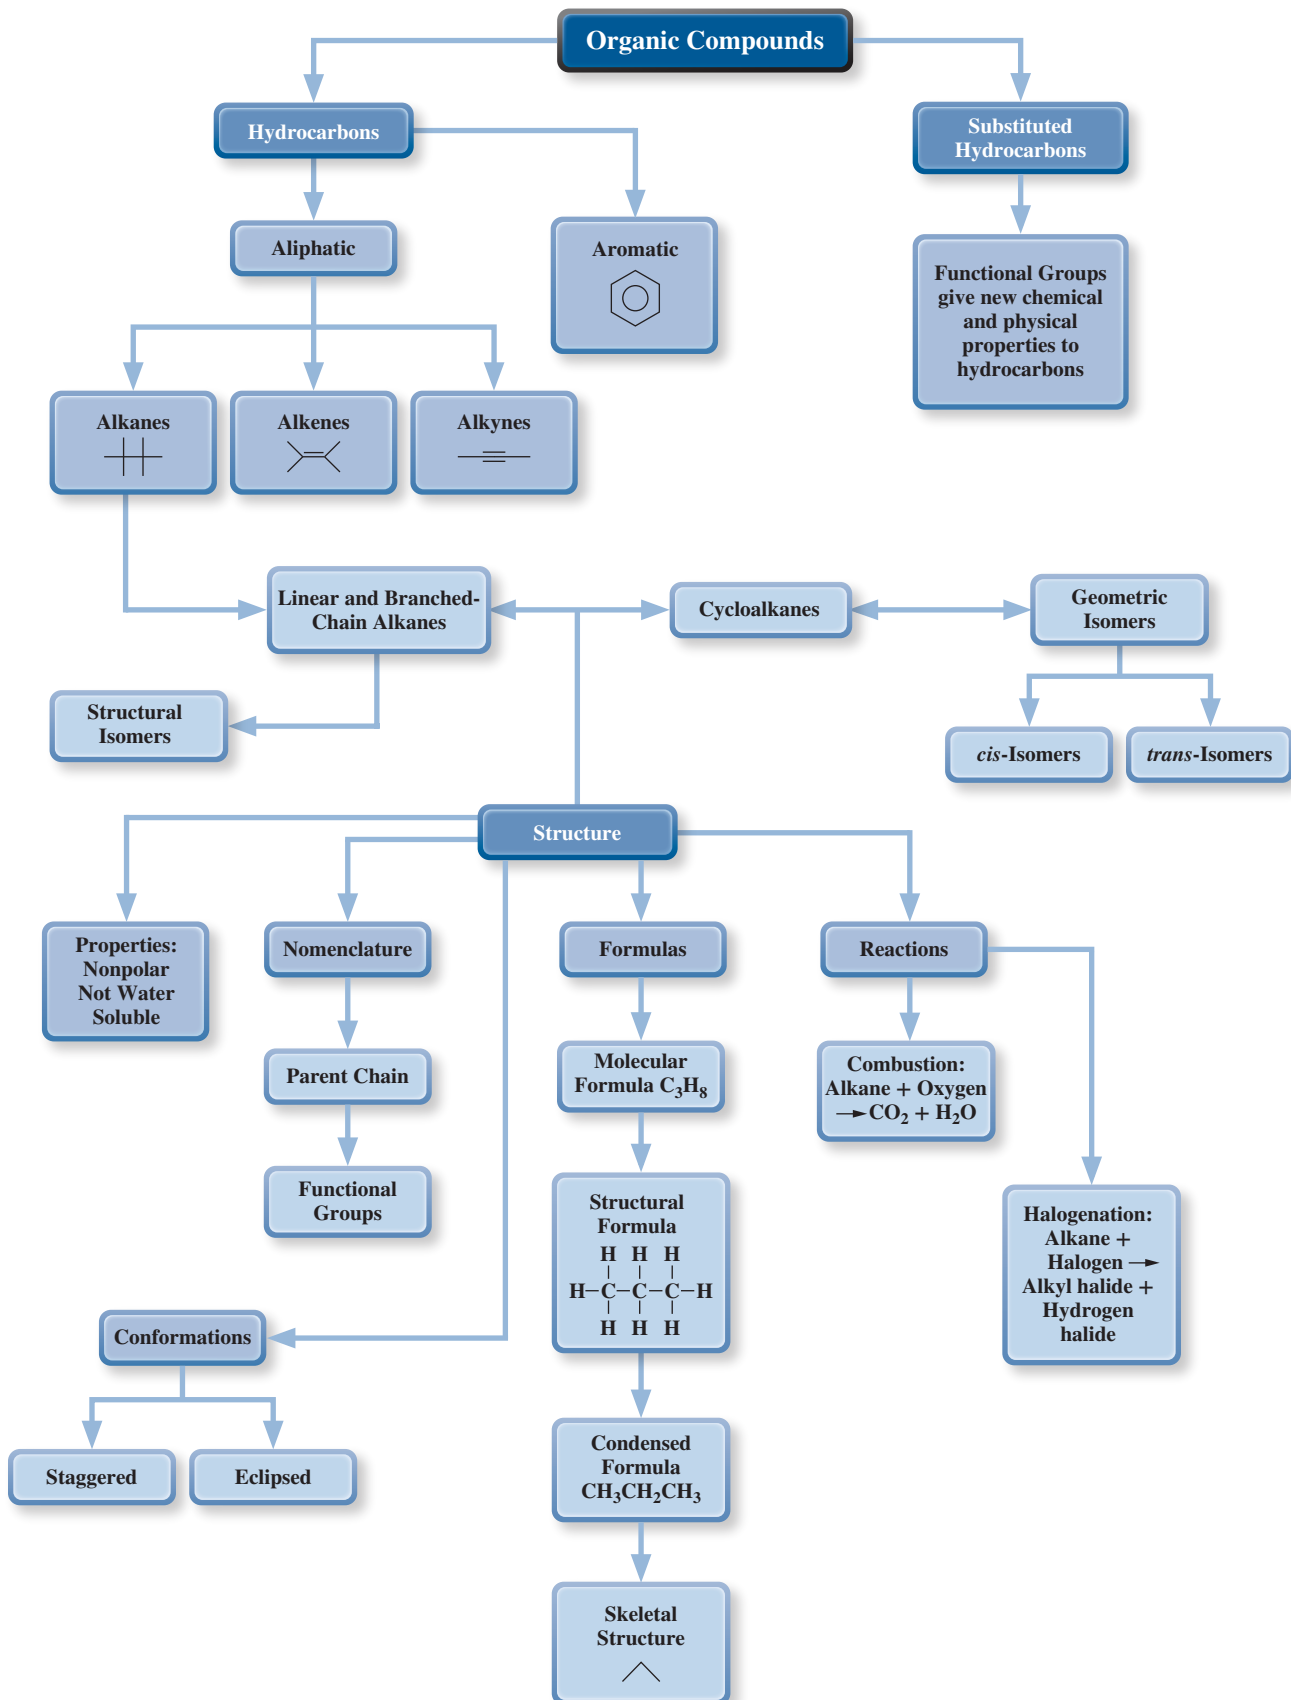 Organic Compounds
Hydrocarbons
Substituted
Hydrocarbons
Aliphatic
Aromatic
Functional Groups
give new chemical
and physical
properties to
hydrocarbons
Alkanes
Alkenes
Alkynes
Linear and Branched-
Chain Alkanes
Cycloalkanes
Geometric
Isomers
Structural
Isomers
cis-Isomers
trans-Isomers
Structure
Properties:
Nonpolar
Not Water
Soluble
Nomenclature
Formulas
Reactions
Parent Chain
Molecular
Formula C₃H₈
Combustion:
Alkane + Oxygen
→ CO₂ + H₂O
Functional
Groups
Structural
Formula
H H H
H–C–C–C–H
H H H
Halogenation:
Alkane +
Halogen →
Alkyl halide +
Hydrogen
halide
Conformations
Staggered
Eclipsed
Condensed
Formula
CH₃CH₂CH₃
Skeletal
Structure